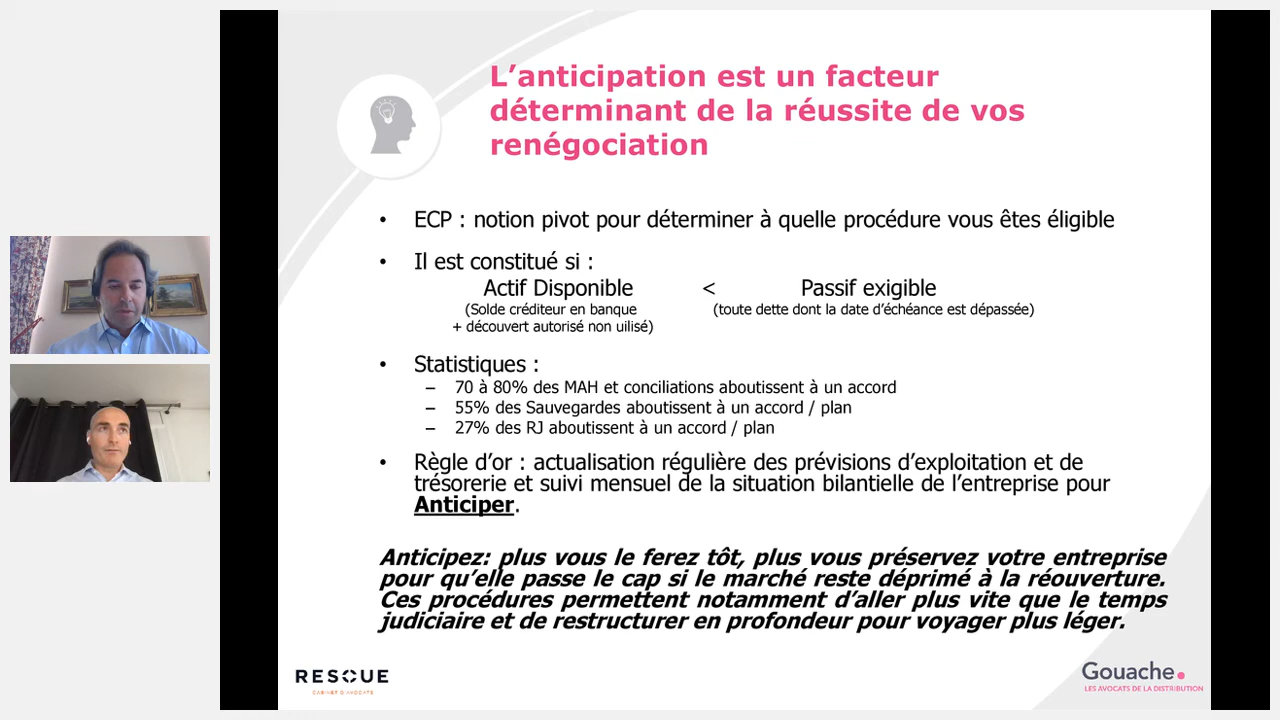 L’anticipation est un facteur
déterminant de la réussite de vos
renégociation
• ECP : notion pivot pour déterminer à quelle procédure vous êtes éligible
• Il est constitué si :
Actif Disponible < Passif exigible
(Solde créditeur en banque (toute dette dont la date d’échéance est dépassée)
+ découvert autorisé non uilisé)
• Statistiques :
– 70 à 80% des MAH et conciliations aboutissent à un accord
– 55% des Sauvegardes aboutissent à un accord / plan
– 27% des RJ aboutissent à un accord / plan
• Règle d’or : actualisation régulière des prévisions d’exploitation et de
trésorerie et suivi mensuel de la situation bilantielle de l’entreprise pour
Anticiper.
Anticipez: plus vous le ferez tôt, plus vous préservez votre entreprise
pour qu’elle passe le cap si le marché reste déprimé à la réouverture.
Ces procédures permettent notamment d’aller plus vite que le temps
judiciaire et de restructurer en profondeur pour voyager plus léger.
RESCUE
CABINET D'AVOCATS
Gouache.
LES AVOCATS DE LA DISTRIBUTION